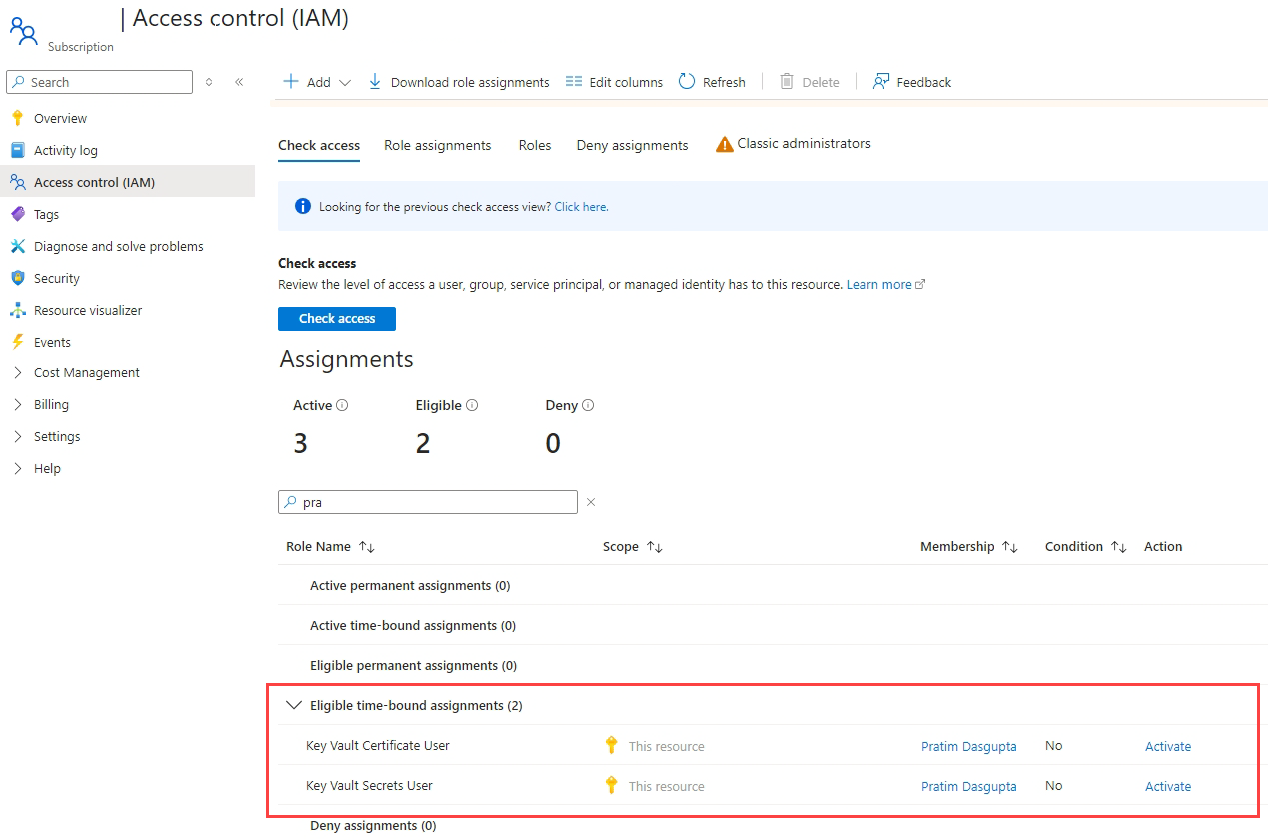 | Access control (IAM)
Subscription
Search
Add
Download role assignments
Edit columns
Refresh
Delete
Feedback
Overview
Activity log
Access control (IAM)
Tags
Diagnose and solve problems
Security
Resource visualizer
Events
Cost Management
Billing
Settings
Help
Check access Role assignments Roles Deny assignments Classic administrators
Looking for the previous check access view? Click here.
Check access
Review the level of access a user, group, service principal, or managed identity has to this resource. Learn more
Check access
Assignments
Active Eligible Deny
3 2 0
pra
Role Name Scope Membership Condition Action
Active permanent assignments (0)
Active time-bound assignments (0)
Eligible permanent assignments (0)
Eligible time-bound assignments (2)
Key Vault Certificate User This resource Pratim Dasgupta No Activate
Key Vault Secrets User This resource Pratim Dasgupta No Activate
Deny assignments (0)